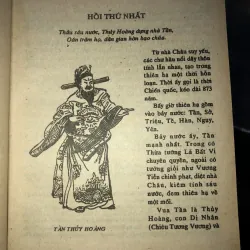 HỒI THỨ NHẤT
Thâu sáu nước, Thủy Hoàng dựng nhà Tần.
Oán trăm họ, dân gian hờn bạo chúa.
Từ nhà Châu suy yếu,
các chư hầu nổi dậy thôn
tính lẫn nhau, tạo trong
thiên hạ một thời hỗn
loạn. Thời ấy gọi là thời
Chiến quốc, kéo dài 873
năm.
Bấy giờ thiên hạ gồm
vào bảy nước: Tần, Sở,
Triệu, Tề, Hàn, Ngụy,
Yên.
Bảy nước ấy, Tần
mạnh nhất. Trong có
Thừa tướng Lã Bất Vi
chuyên quyền, ngoài có
tướng giỏi như Vương
Tiễn chinh phạt, diệt nhà
Châu, kiêm tính sáu
nước, đem thiên hạ về
một mối.
Vua Tần là Thủy
Hoàng, con Dị Nhân
(Chiêu Tương Vương) và
TẦN THỦY HOÀNG